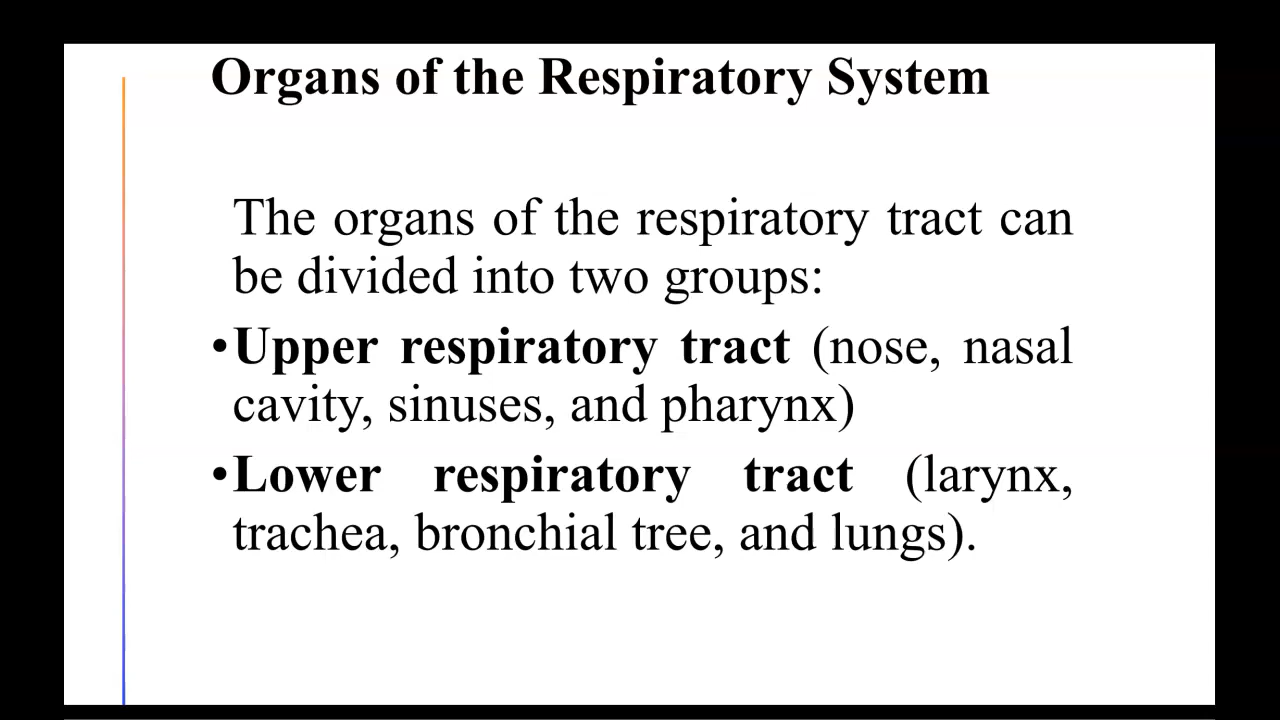 Organs of the Respiratory System
The organs of the respiratory tract can
be divided into two groups:
•Upper respiratory tract (nose, nasal
cavity, sinuses, and pharynx)
•Lower respiratory tract (larynx,
trachea, bronchial tree, and lungs).